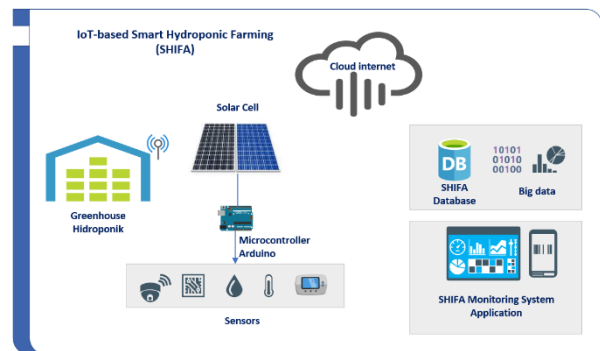 IoT-based Smart Hydroponic Farming
(SHIFA)
Cloud internet
Solar Cell
Greenhouse
Hidroponik
Microcontroller
Arduino
Sensors
DB
SHIFA
Database
10101
01010
00100
Big data
SHIFA Monitoring System
Application